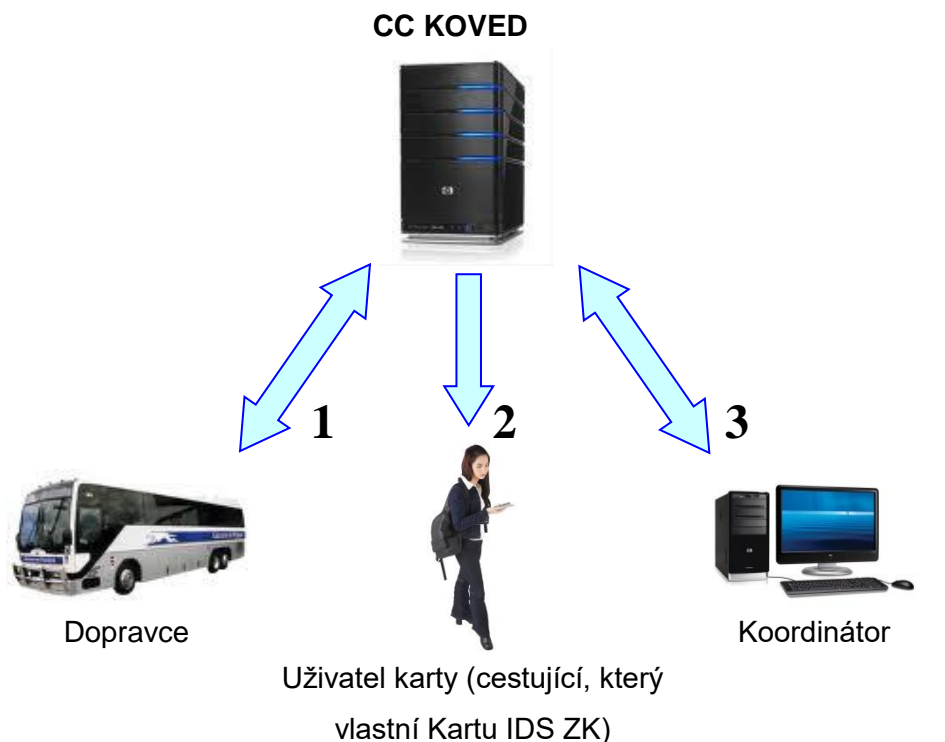 CC KOVED
1
2
3
Dopravce
Koordinátor
Uživatel karty (cestující, který
vlastní Kartu IDS ZK)